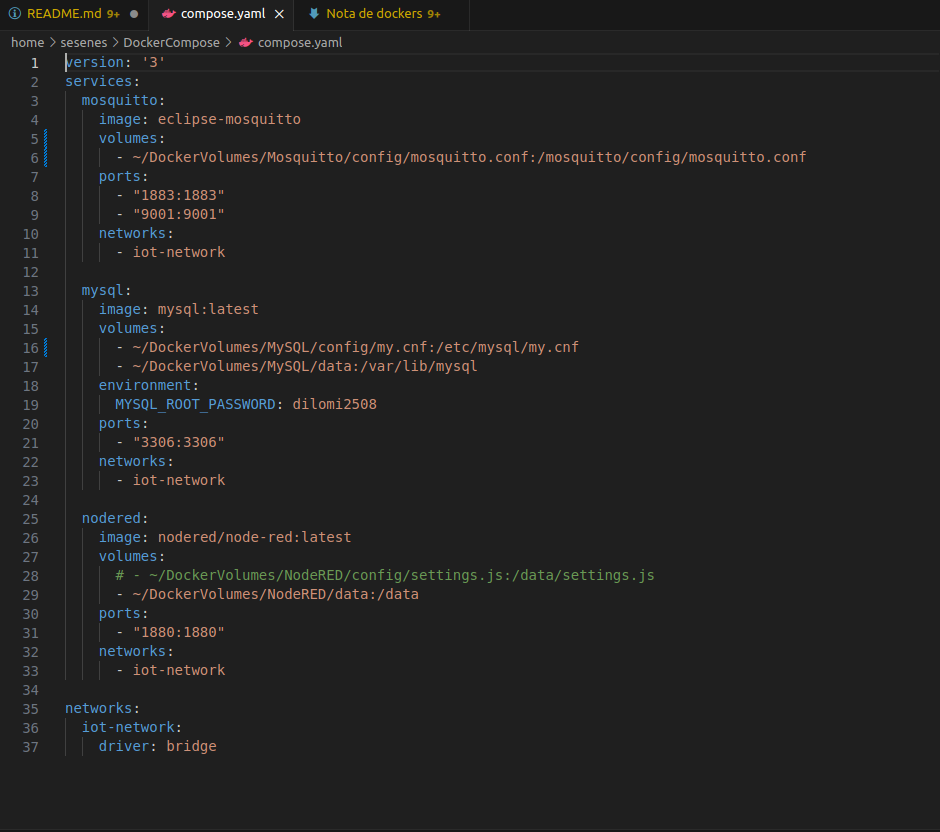 README.md 9+ compose.yaml Nota de dockers 9+
home > sesenes > DockerCompose > compose.yaml
1 version: '3'
2 services:
3   mosquitto:
4     image: eclipse-mosquitto
5     volumes:
6       - ~/DockerVolumes/Mosquitto/config/mosquitto.conf:/mosquitto/config/mosquitto.conf
7     ports:
8       - "1883:1883"
9       - "9001:9001"
10     networks:
11       - iot-network
12
13   mysql:
14     image: mysql:latest
15     volumes:
16       - ~/DockerVolumes/MySQL/config/my.cnf:/etc/mysql/my.cnf
17       - ~/DockerVolumes/MySQL/data:/var/lib/mysql
18     environment:
19       MYSQL_ROOT_PASSWORD: dilomi2508
20     ports:
21       - "3306:3306"
22     networks:
23       - iot-network
24
25   nodered:
26     image: nodered/node-red:latest
27     volumes:
28       # - ~/DockerVolumes/NodeRED/config/settings.js:/data/settings.js
29       - ~/DockerVolumes/NodeRED/data:/data
30     ports:
31       - "1880:1880"
32     networks:
33       - iot-network
34
35 networks:
36   iot-network:
37     driver: bridge